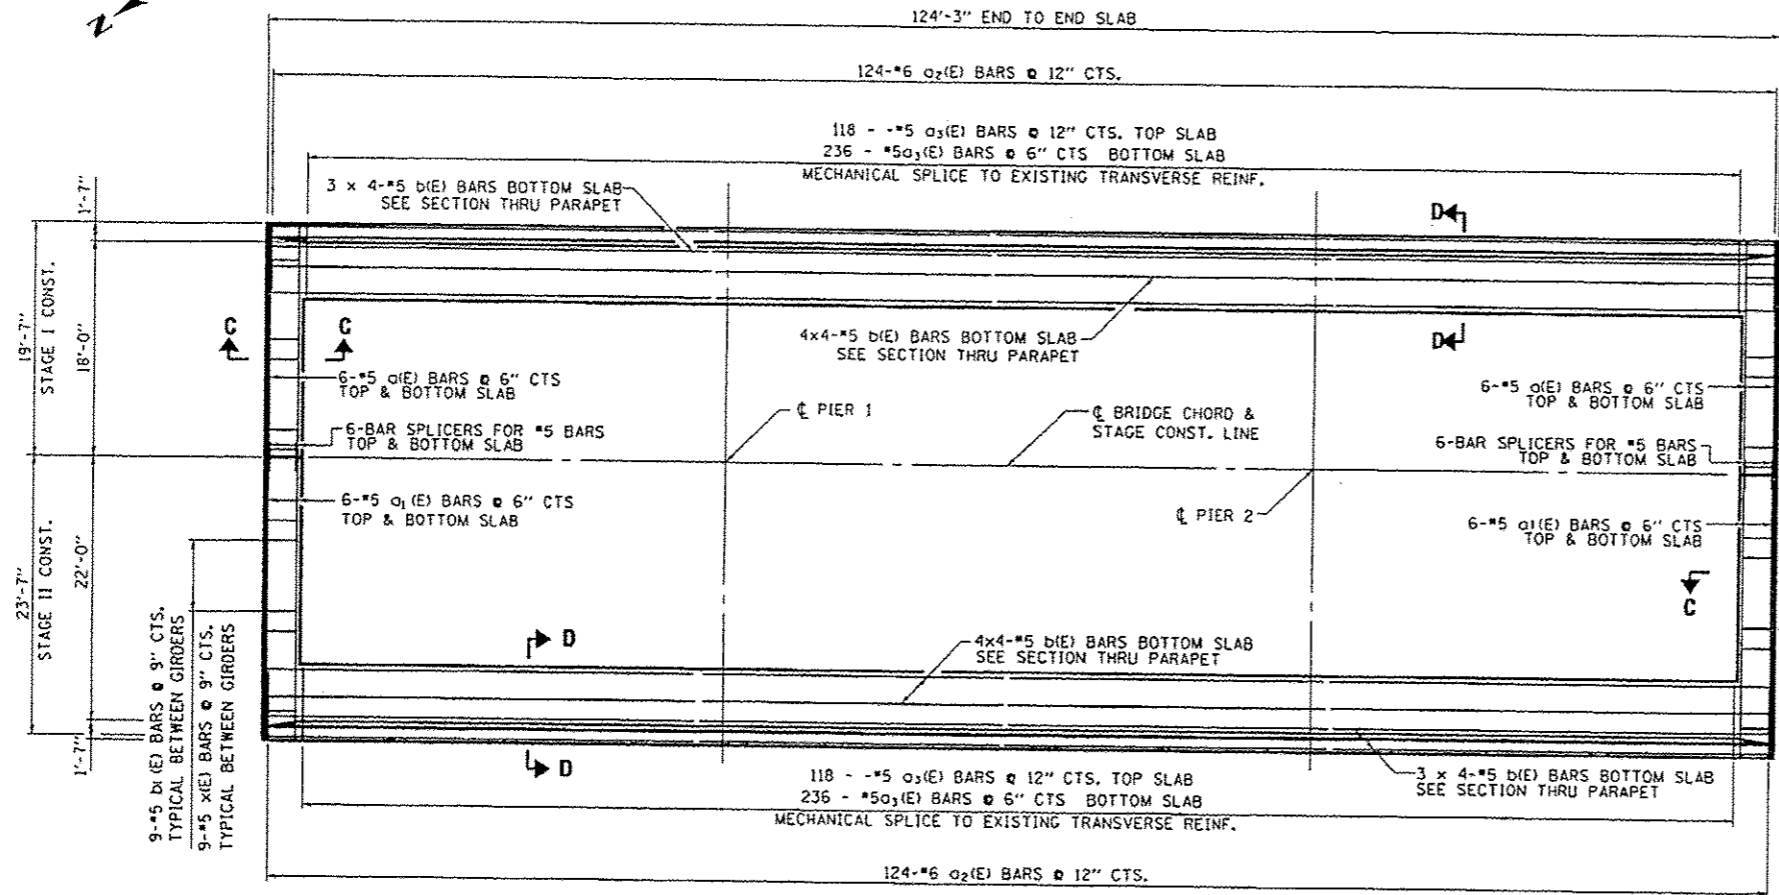 N
124'-3" END TO END SLAB
124-#6 a2(E) BARS @ 12" CTS.
118 - -#5 a3(E) BARS @ 12" CTS. TOP SLAB
236 - #5a3(E) BARS @ 6" CTS BOTTOM SLAB
MECHANICAL SPLICE TO EXISTING TRANSVERSE REINF.
3 x 4-#5 b(E) BARS BOTTOM SLAB
SEE SECTION THRU PARAPET
1'-7"
D
19'-7"
STAGE I CONST.
18'-0"
C
C
4x4-#5 b(E) BARS BOTTOM SLAB
SEE SECTION THRU PARAPET
D
6-#5 a(E) BARS @ 6" CTS
TOP & BOTTOM SLAB
6-#5 a(E) BARS @ 6" CTS
TOP & BOTTOM SLAB
℄ PIER 1
℄ BRIDGE CHORD &
STAGE CONST. LINE
6-BAR SPLICERS FOR #5 BARS
TOP & BOTTOM SLAB
6-BAR SPLICERS FOR #5 BARS
TOP & BOTTOM SLAB
6-#5 a1(E) BARS @ 6" CTS
TOP & BOTTOM SLAB
℄ PIER 2
6-#5 a1(E) BARS @ 6" CTS
TOP & BOTTOM SLAB
23'-7"
STAGE II CONST.
22'-0"
C
D
4x4-#5 b(E) BARS BOTTOM SLAB
SEE SECTION THRU PARAPET
9-#5 b1(E) BARS @ 9" CTS.
TYPICAL BETWEEN GIRDERS
9-#5 x(E) BARS @ 9" CTS.
TYPICAL BETWEEN GIRDERS
1'-7"
D
118 - -#5 a3(E) BARS @ 12" CTS. TOP SLAB
236 - #5a3(E) BARS @ 6" CTS BOTTOM SLAB
MECHANICAL SPLICE TO EXISTING TRANSVERSE REINF.
3 x 4-#5 b(E) BARS BOTTOM SLAB
SEE SECTION THRU PARAPET
124-#6 a2(E) BARS @ 12" CTS.